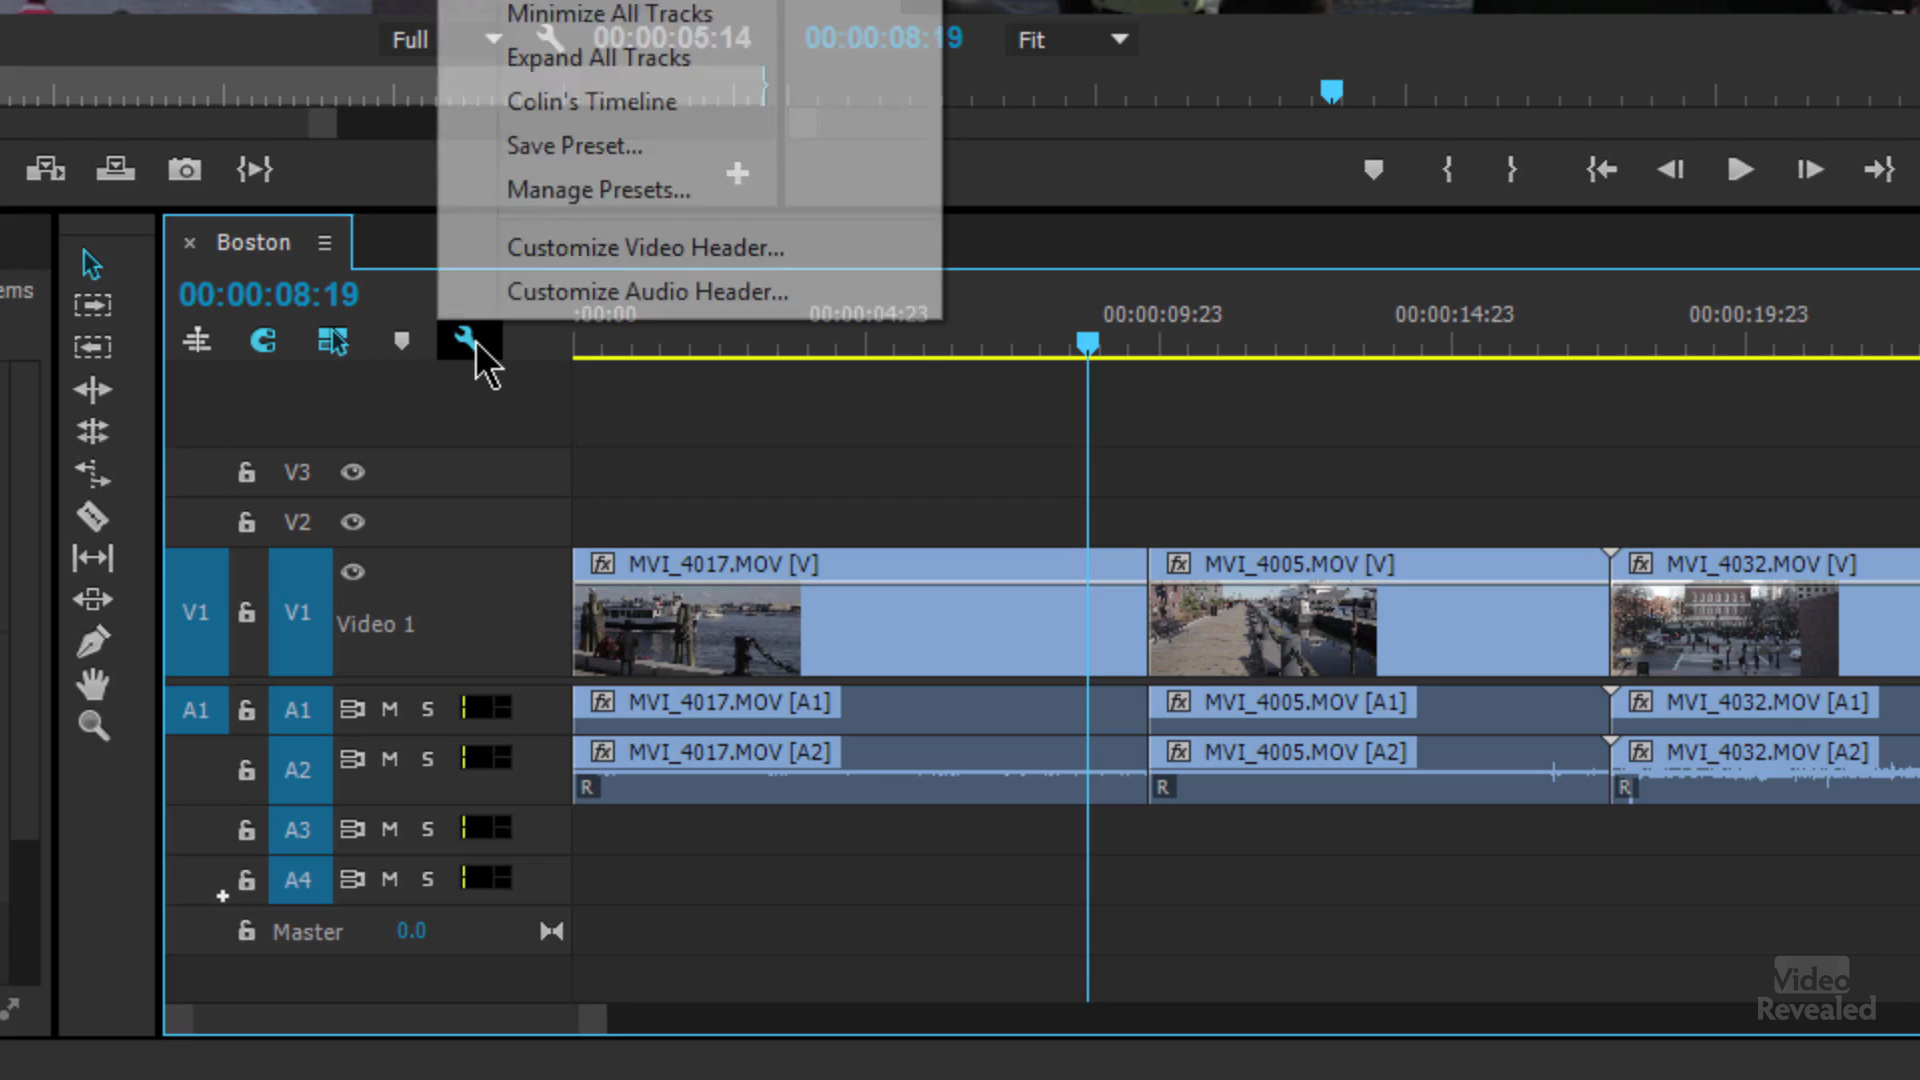 Minimize All Tracks
Full
00:00:05:14
00:00:08:19
Fit
Expand All Tracks
Colin's Timeline
Save Preset...
Manage Presets...
Boston
Customize Video Header...
ems
00:00:08:19
Customize Audio Header...
:00:00
00:00:04:23
00:00:09:23
00:00:14:23
00:00:19:23
V3
V2
MVI_4017.MOV [V]
MVI_4005.MOV [V]
MVI_4032.MOV [V]
V1
V1
Video 1
A1
A1
M
S
MVI_4017.MOV [A1]
MVI_4005.MOV [A1]
MVI_4032.MOV [A1]
A2
M
S
MVI_4017.MOV [A2]
MVI_4005.MOV [A2]
MVI_4032.MOV [A2]
R
R
R
A3
M
S
A4
M
S
Master
0.0
Video
Revealed